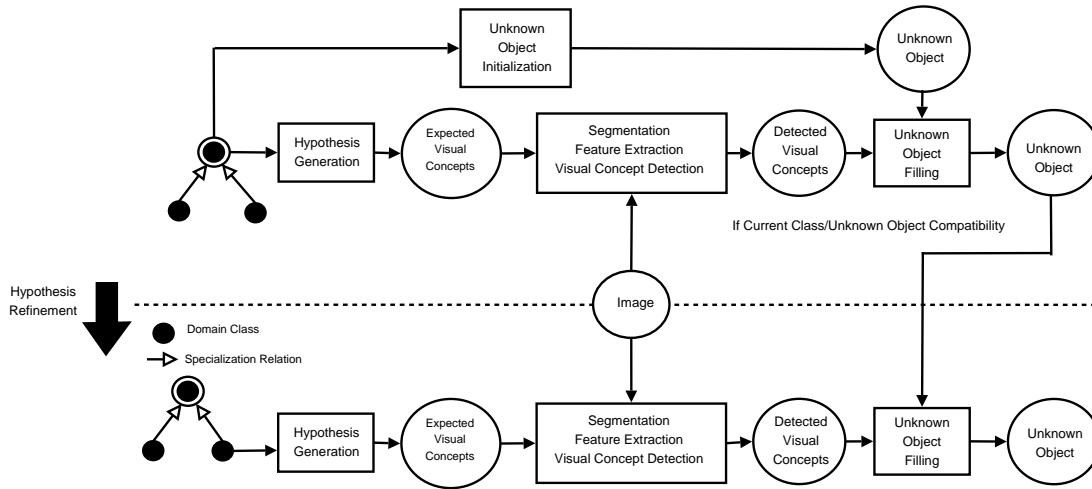 Unknown
Object
Initialization
Unknown
Object
Hypothesis
Generation
Expected
Visual
Concepts
Segmentation
Feature Extraction
Visual Concept Detection
Detected
Visual
Concepts
Unknown
Object
Filling
Unknown
Object
If Current Class/Unknown Object Compatibility
Hypothesis
Refinement
Image
Domain Class
Specialization Relation
Hypothesis
Generation
Expected
Visual
Concepts
Segmentation
Feature Extraction
Visual Concept Detection
Detected
Visual
Concepts
Unknown
Object
Filling
Unknown
Object